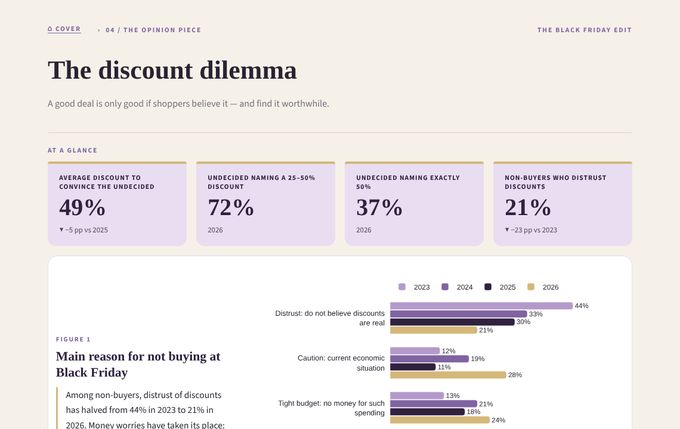 ⌂ COVER › 04 / THE OPINION PIECE THE BLACK FRIDAY EDIT
The discount dilemma
A good deal is only good if shoppers believe it — and find it worthwhile.
AT A GLANCE
AVERAGE DISCOUNT TO
CONVINCE THE UNDECIDED
49%
▼ −5 pp vs 2025
UNDECIDED NAMING A 25–50%
DISCOUNT
72%
2026
UNDECIDED NAMING EXACTLY
50%
37%
2026
NON-BUYERS WHO DISTRUST
DISCOUNTS
21%
▼ −23 pp vs 2023
FIGURE 1
Main reason for not buying at
Black Friday
Among non-buyers, distrust of discounts
has halved from 44% in 2023 to 21% in
2026. Money worries have taken its place:
2023 2024 2025 2026
Distrust: do not believe discounts
are real
44%
33%
30%
21%
Caution: current economic
situation
12%
19%
11%
28%
Tight budget: no money for such
spending
13%
21%
18%
24%